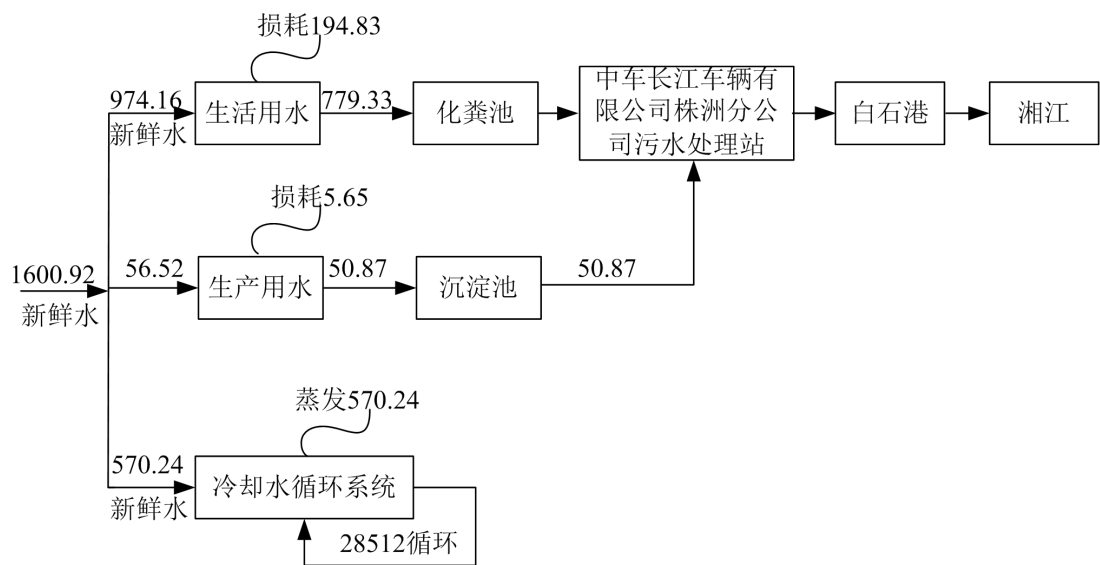 损耗194.83
974.16
新鲜水
生活用水
779.33
化粪池
中车长江车辆有
限公司株洲分公
司污水处理站
白石港
湘江
损耗5.65
1600.92
新鲜水
56.52
生产用水
50.87
沉淀池
50.87
蒸发570.24
570.24
新鲜水
冷却水循环系统
28512循环